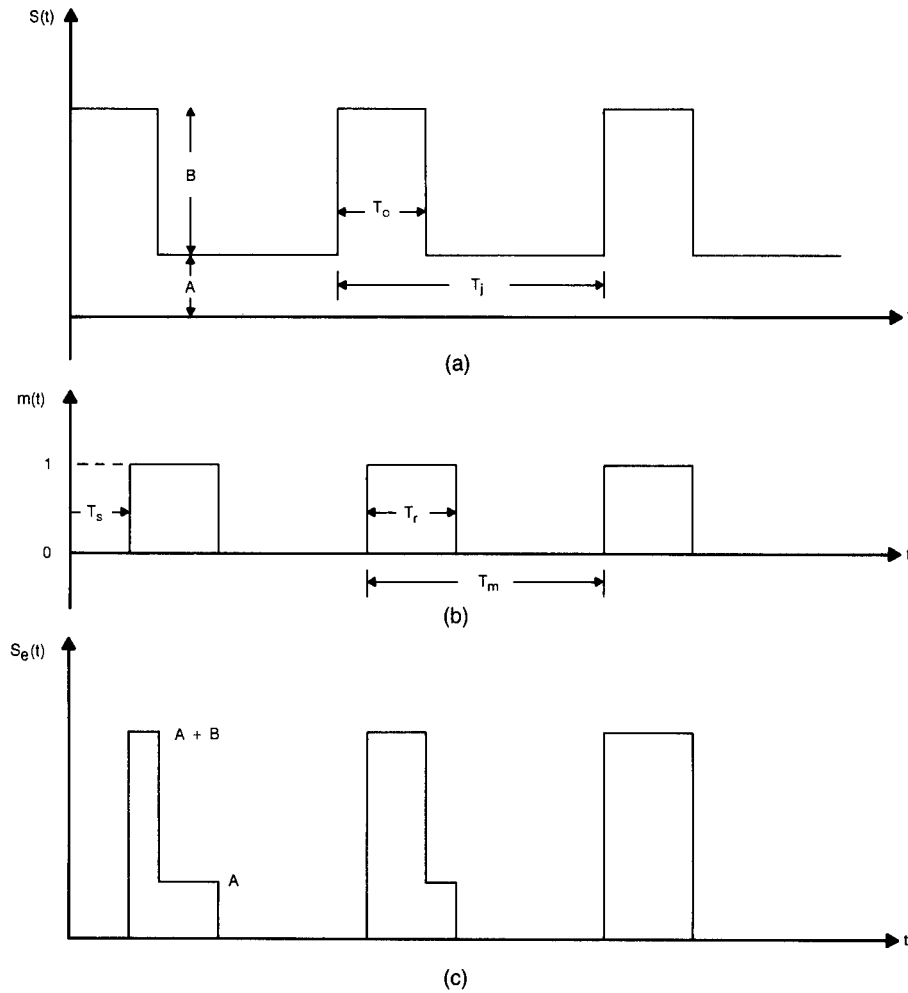 S(t)
B
T_c
A
T_j
t
(a)
m(t)
1
T_s
T_r
0
t
T_m
(b)
S_e(t)
A + B
A
t
(c)